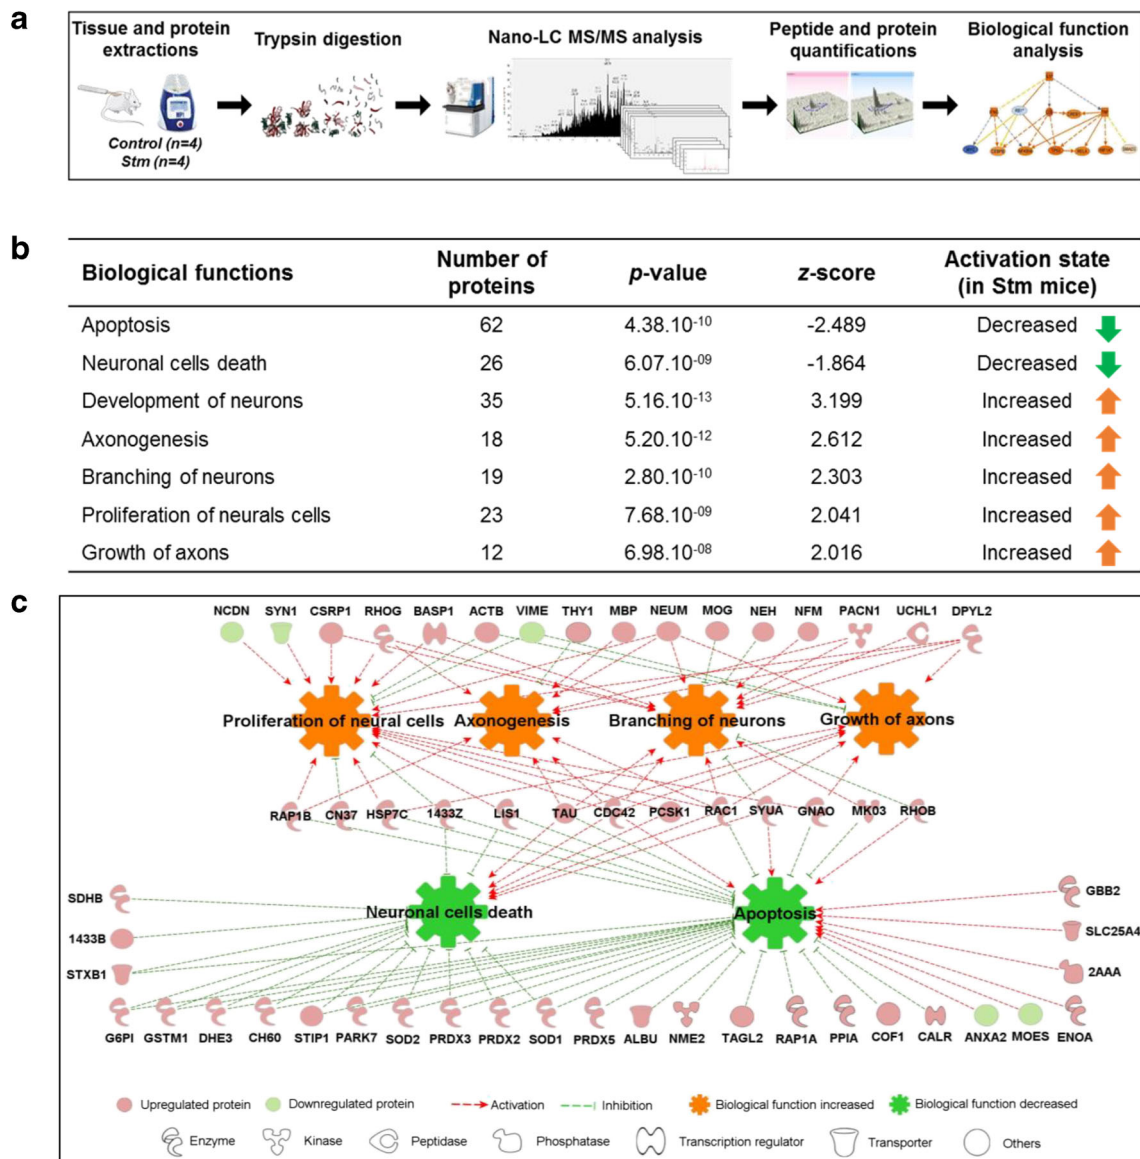 a
Tissue and protein extractions
Trypsin digestion
Nano-LC MS/MS analysis
Peptide and protein quantifications
Biological function analysis
Control (n=4)
Stm (n=4)
b
Biological functions Number of proteins p-value z-score Activation state (in Stm mice)
Apoptosis 62 4.38.10-10 -2.489 Decreased
Neuronal cells death 26 6.07.10-09 -1.864 Decreased
Development of neurons 35 5.16.10-13 3.199 Increased
Axonogenesis 18 5.20.10-12 2.612 Increased
Branching of neurons 19 2.80.10-10 2.303 Increased
Proliferation of neurals cells 23 7.68.10-09 2.041 Increased
Growth of axons 12 6.98.10-08 2.016 Increased
c
NCDN SYN1 CSRP1 RHOG BASP1 ACTB VIME THY1 MBP NEUM MOG NEH NFM PACN1 UCHL1 DPYL2
Proliferation of neural cells Axonogenesis Branching of neurons Growth of axons
RAP1B CN37 HSP7C 1433Z LIS1 TAU CDC42 PCSK1 RAC1 SYUA GNAO MK03 RHOB
SDHB
1433B
STXB1
Neuronal cells death Apoptosis
GBB2
SLC25A4
2AAA
G6PI GSTM1 DHE3 CH60 STIP1 PARK7 SOD2 PRDX3 PRDX2 SOD1 PRDX5 ALBU NME2 TAGL2 RAP1A PPIA COF1 CALR ANXA2 MOES ENOA
Upregulated protein Downregulated protein Activation Inhibition Biological function increased Biological function decreased
Enzyme Kinase Peptidase Phosphatase Transcription regulator Transporter Others